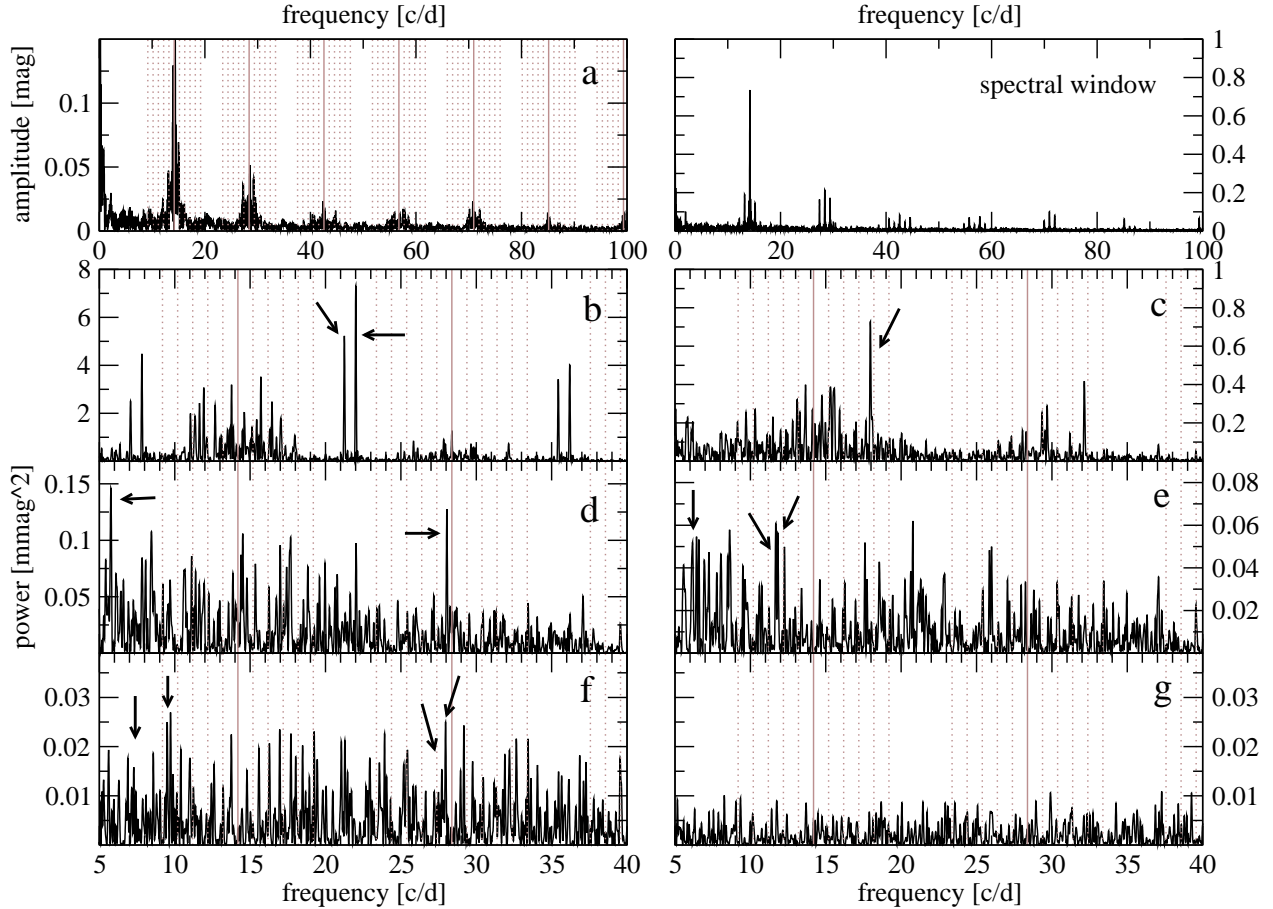 frequency [c/d] frequency [c/d]
amplitude [mag] 0.1 0.05 0 a
spectral window 1 0.8 0.6 0.4 0.2 0
0 20 40 60 80 100 0 20 40 60 80 100
8 6 4 2 b
c 1 0.8 0.6 0.4 0.2
power [mmag^2]
0.15 0.1 0.05 d
e 0.08 0.06 0.04 0.02
0.03 0.02 0.01 f
g 0.03 0.02 0.01
5 10 15 20 25 30 35 40 5 10 15 20 25 30 35 40
frequency [c/d] frequency [c/d]